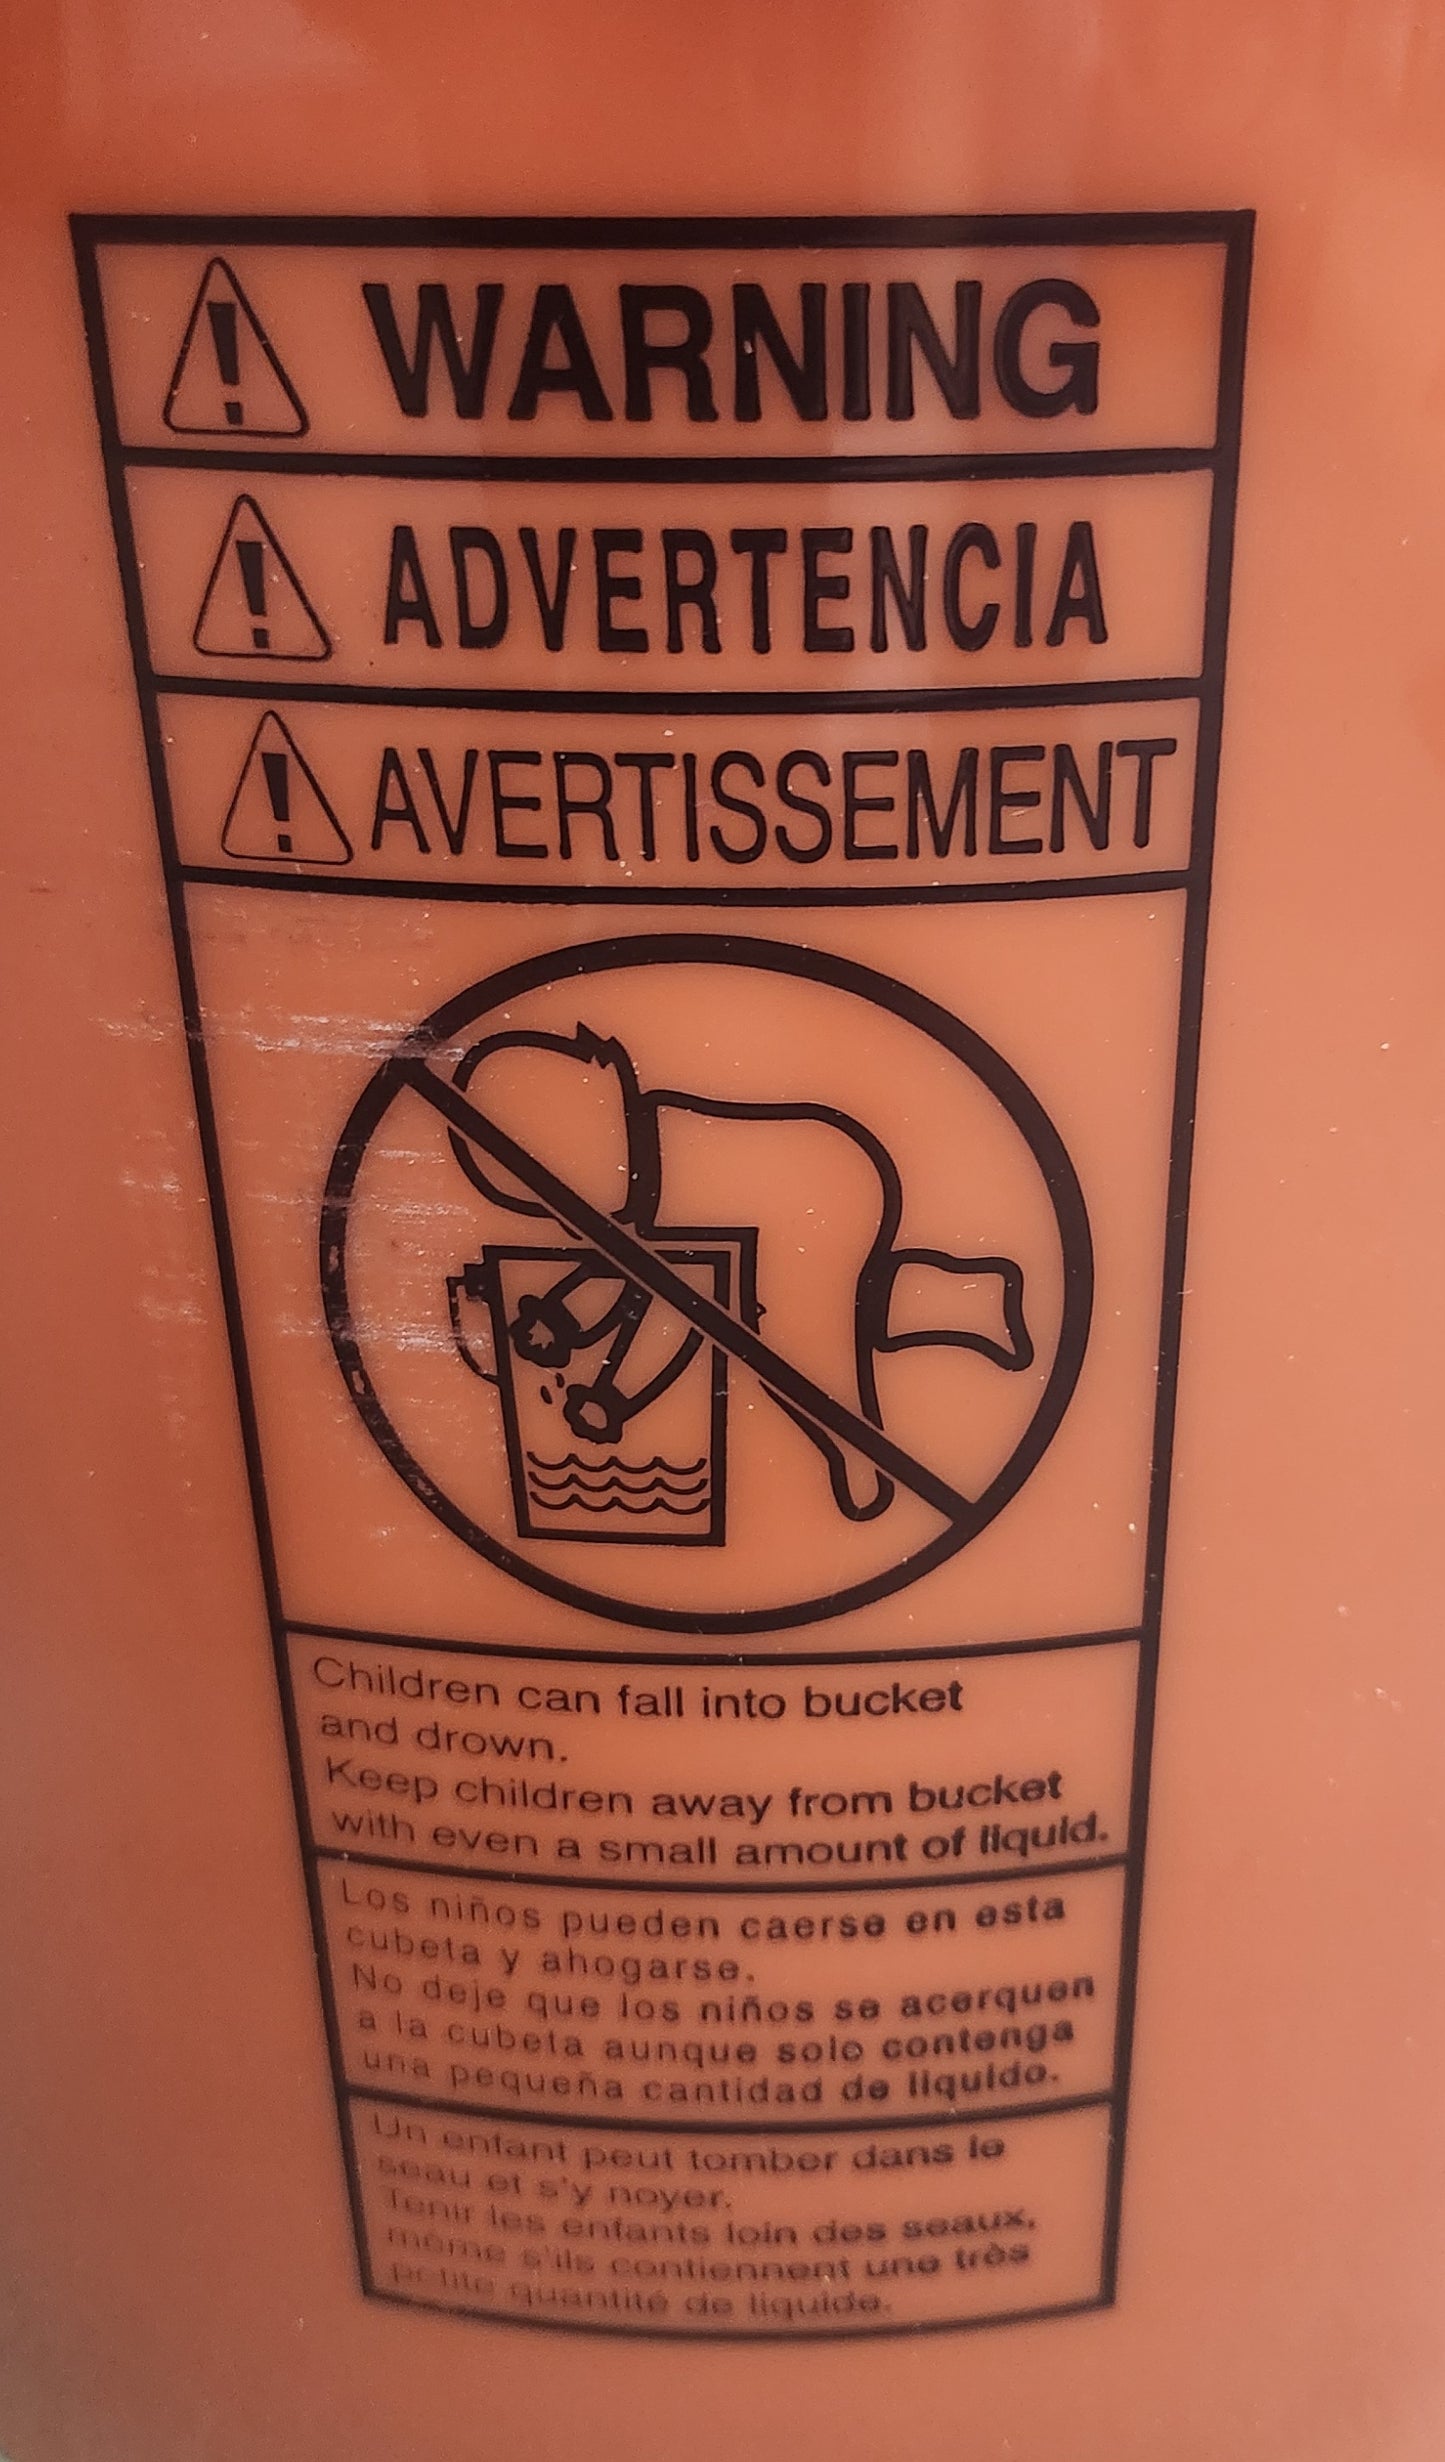 WARNING
ADVERTENCIA
AVERTISSEMENT
Children can fall into bucket
and drown.
Keep children away from bucket
with even a small amount of liquid.
Los niños pueden caerse en esta
cubeta y ahogarse.
No deje que los niños se acerquen
a la cubeta aunque solo contenga
una pequeña cantidad de liquido.
Un enfant peut tomber dans le
seau et s'y noyer.
Tenir les enfants loin des seaux,
même s'ils contiennent une très
petite quantité de liquide.